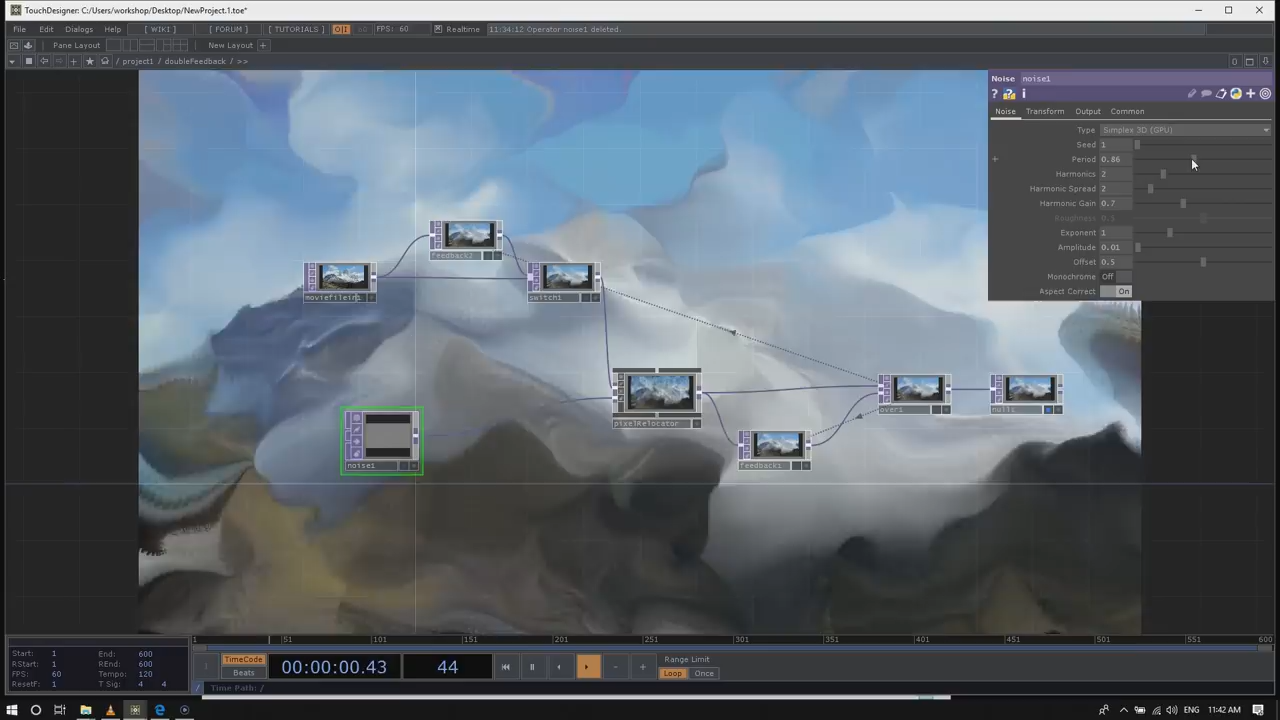 TouchDesigner: C:/Users/workshop/Desktop/NewProject.1.toe*
File Edit Dialogs Help [ WIKI ] [ FORUM ] [ TUTORIALS ] O|I FPS: 60 Realtime 11:34:12 Operator noise1 deleted.
Pane Layout New Layout +
/ project1 / doubleFeedback / >> 0
Noise noise1
Noise Transform Output Common
Type Simplex 3D (GPU)
Seed 1
Period 0.86
Harmonics 2
Harmonic Spread 2
Harmonic Gain 0.7
Roughness 0.5
Exponent 1
Amplitude 0.01
Offset 0.5
Monochrome Off
Aspect Correct On
feedback2
moviefilein1
switch1
pixelRelocator
over1
null1
noise1
feedback1
1 51 101 151 201 251 301 351 401 451 501 551 600
Start: 1 End: 600
RStart: 1 REnd: 600
FPS: 60 Tempo: 120
ResetF: 1 T Sig: 4 4
TimeCode
Beats
00:00:00.43
44
Range Limit
Loop Once
/ Time Path: /
11:42 AM
ENG